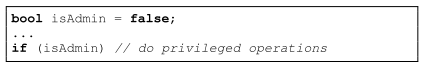 bool isAdmin = false;
...
if (isAdmin) // do privileged operations